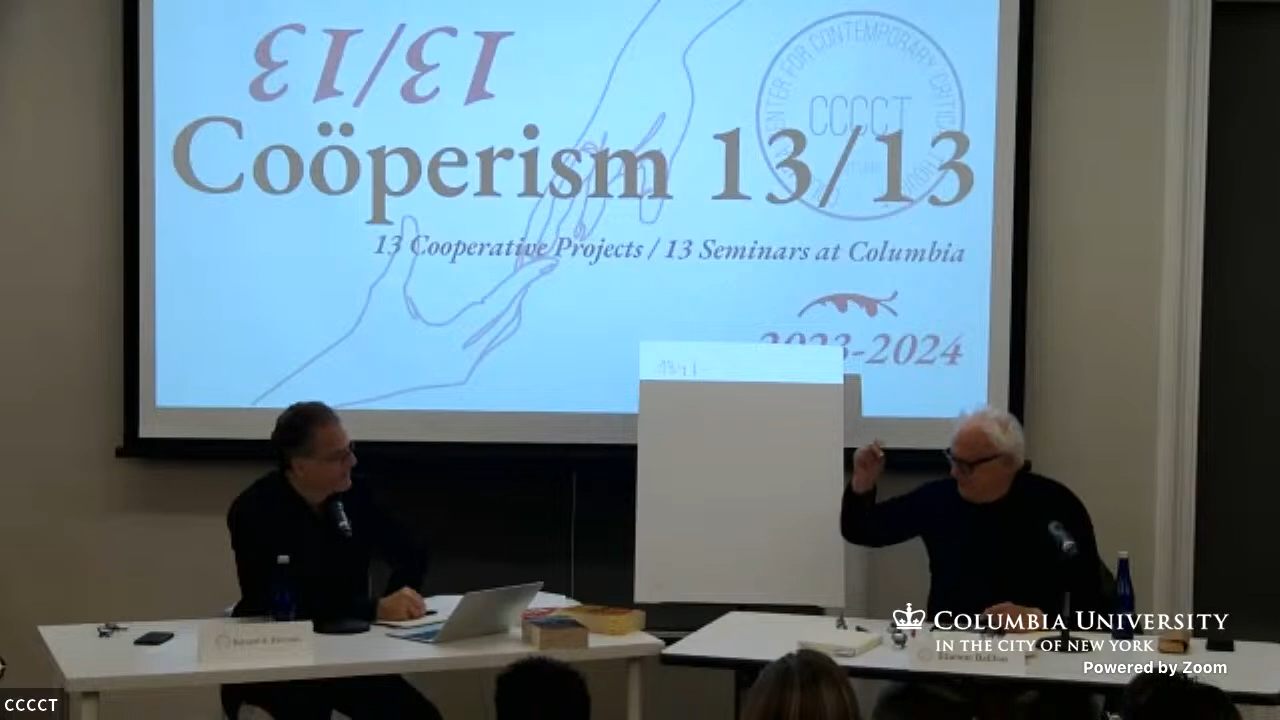 13/13
Coöperism 13/13
13 Cooperative Projects / 13 Seminars at Columbia
2023-2024
CCCCT
COLUMBIA UNIVERSITY
IN THE CITY OF NEW YORK
Powered by Zoom
CCCCT